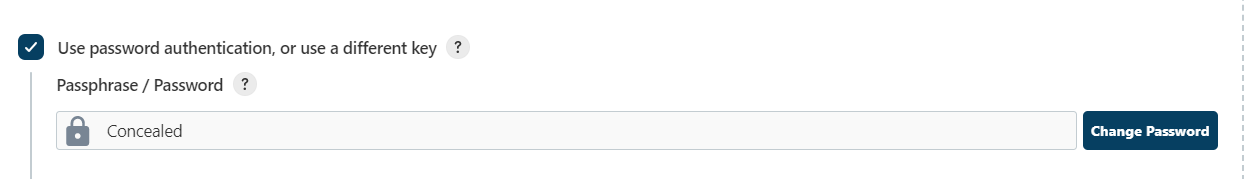 Use password authentication, or use a different key ?
Passphrase / Password ?
Concealed
Change Password